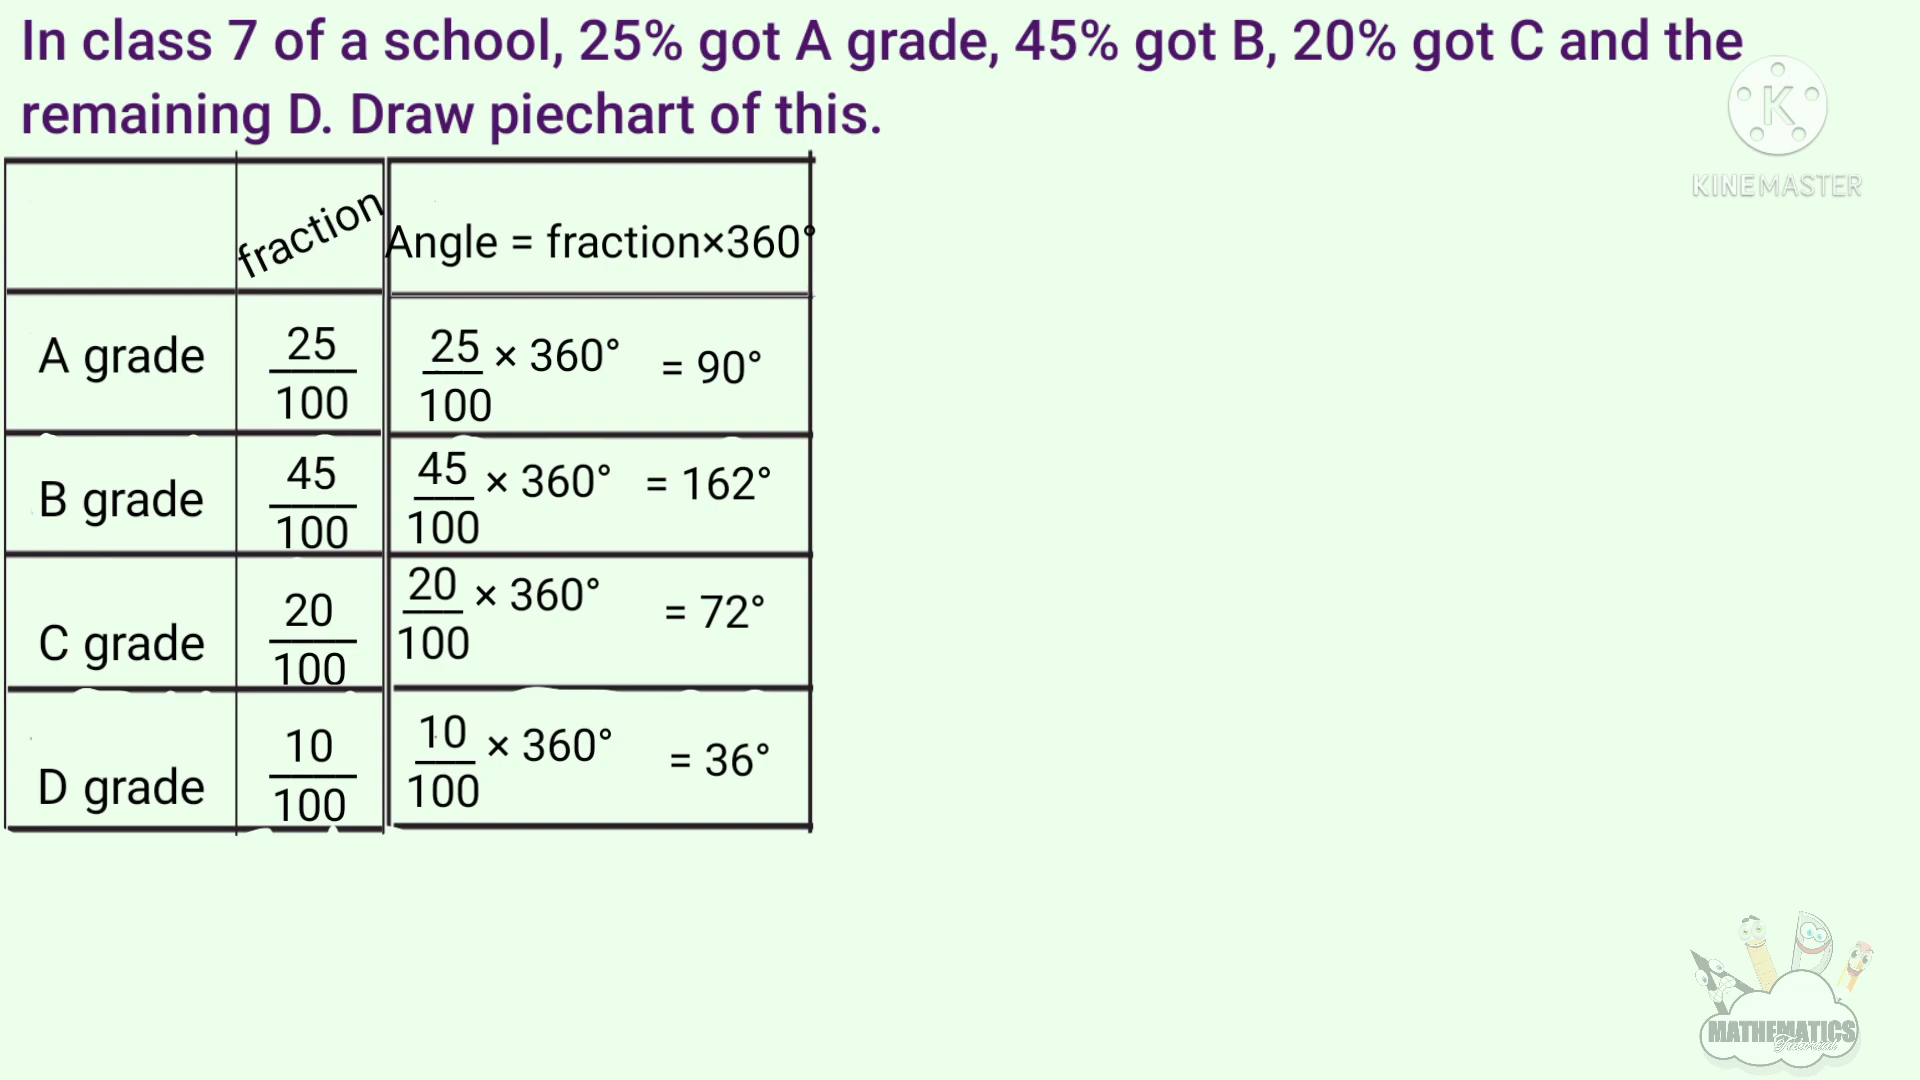 In class 7 of a school, 25% got A grade, 45% got B, 20% got C and the
remaining D. Draw piechart of this.
K
KINEMASTER
fraction
Angle = fraction×360°
A grade
25
100
25
100
× 360° = 90°
B grade
45
100
45
100
× 360° = 162°
C grade
20
100
20
100
× 360° = 72°
D grade
10
100
10
100
× 360° = 36°
MATHEMATICS
Tutorial